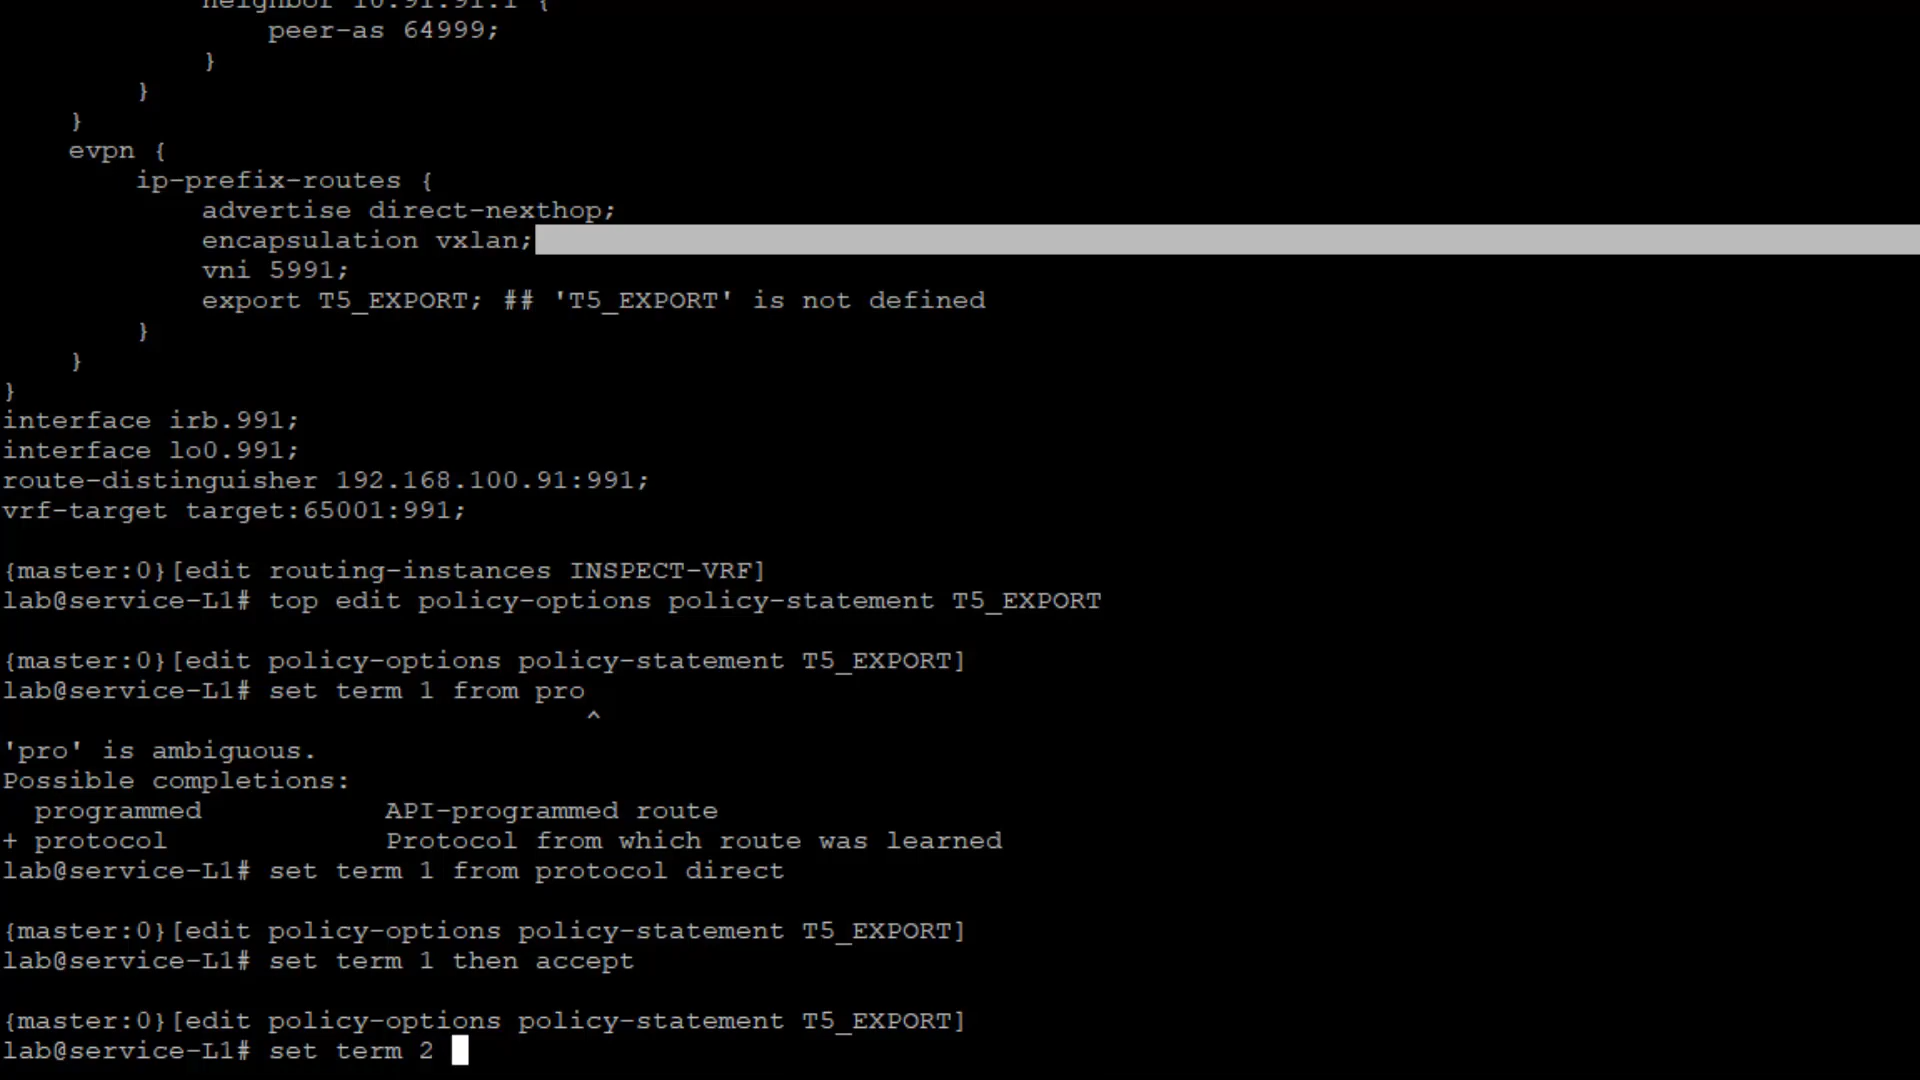 neighbor 10.91.91.1 {
peer-as 64999;
}
}
}
evpn {
ip-prefix-routes {
advertise direct-nexthop;
encapsulation vxlan;
vni 5991;
export T5_EXPORT; ## 'T5_EXPORT' is not defined
}
}
}
interface irb.991;
interface lo0.991;
route-distinguisher 192.168.100.91:991;
vrf-target target:65001:991;
{master:0}[edit routing-instances INSPECT-VRF]
lab@service-L1# top edit policy-options policy-statement T5_EXPORT
{master:0}[edit policy-options policy-statement T5_EXPORT]
lab@service-L1# set term 1 from pro
^
'pro' is ambiguous.
Possible completions:
programmed API-programmed route
+ protocol Protocol from which route was learned
lab@service-L1# set term 1 from protocol direct
{master:0}[edit policy-options policy-statement T5_EXPORT]
lab@service-L1# set term 1 then accept
{master:0}[edit policy-options policy-statement T5_EXPORT]
lab@service-L1# set term 2